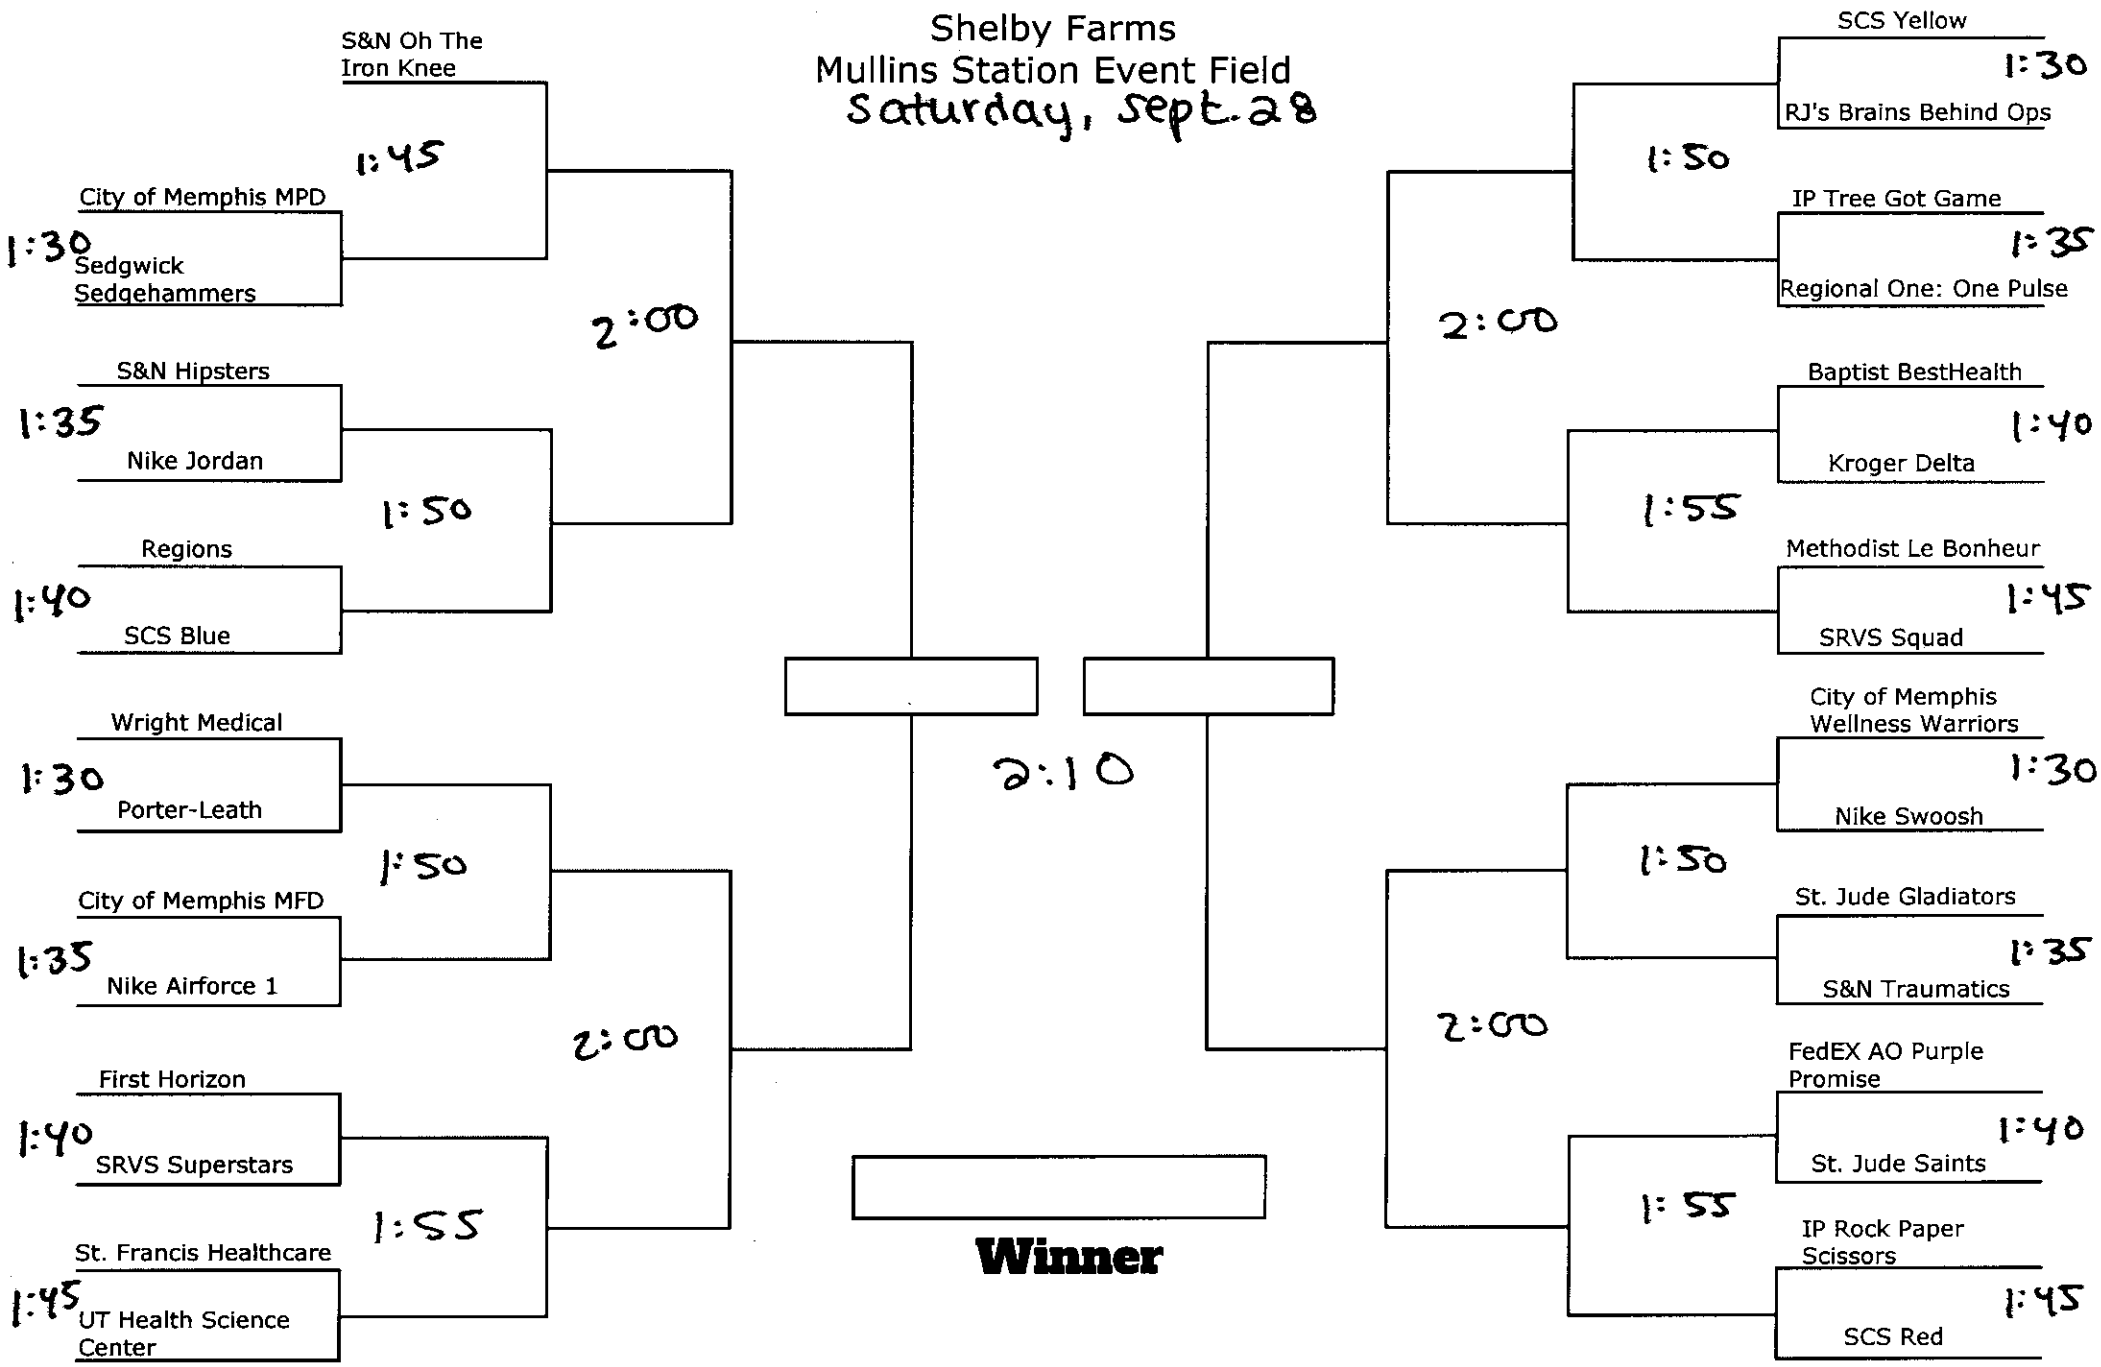 Shelby Farms
Mullins Station Event Field
Saturday, Sept. 28
S&N Oh The
Iron Knee
1:45
City of Memphis MPD
1:30
Sedgwick
Sedgehammers
2:00
S&N Hipsters
1:35
Nike Jordan
1:50
Regions
1:40
SCS Blue
Wright Medical
1:30
Porter-Leath
1:50
City of Memphis MFD
1:35
Nike Airforce 1
2:00
First Horizon
1:40
SRVS Superstars
1:55
St. Francis Healthcare
1:45
UT Health Science
Center
2:10
Winner
SCS Yellow
1:30
RJ's Brains Behind Ops
1:50
IP Tree Got Game
1:35
Regional One: One Pulse
2:00
Baptist BestHealth
1:40
Kroger Delta
1:55
Methodist Le Bonheur
1:45
SRVS Squad
City of Memphis
Wellness Warriors
1:30
Nike Swoosh
1:50
St. Jude Gladiators
1:35
S&N Traumatics
2:00
FedEX AO Purple
Promise
1:40
St. Jude Saints
1:55
IP Rock Paper
Scissors
1:45
SCS Red